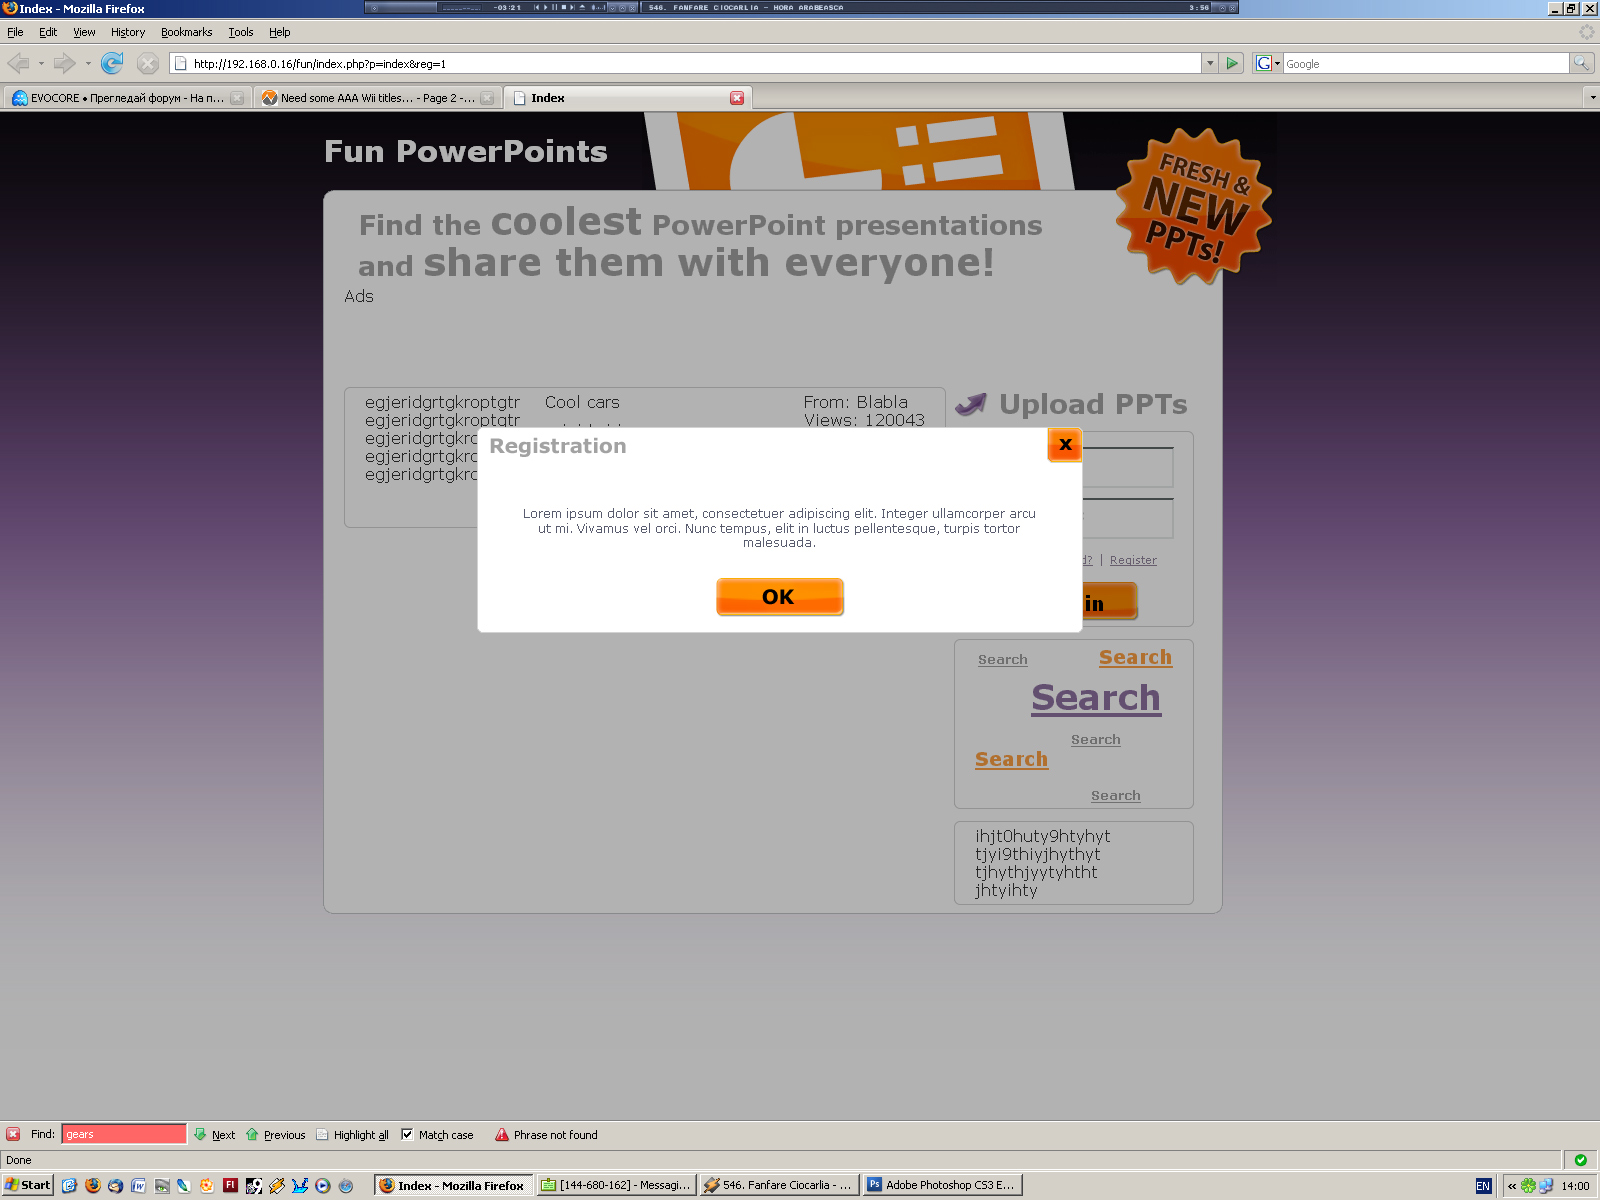 Index - Mozilla Firefox
-03:21
546. FANFARE CIOCARLIA - HORA ARABEASCA
3:56
File Edit View History Bookmarks Tools Help
http://192.168.0.16/fun/index.php?p=index&reg=1
Google
EVOCORE • Прегледай форум - На п...
Need some AAA Wii titles... - Page 2 -...
Index
Fun PowerPoints
FRESH &
NEW
PPTs!
Find the coolest PowerPoint presentations
and share them with everyone!
Ads
egjeridgrtgkroptgtr Cool cars From: Blabla
egjeridgrtgkroptgtr Views: 120043
egjeridgrtgkro
egjeridgrtgkro
egjeridgrtgkro
Upload PPTs
Registration
x
Lorem ipsum dolor sit amet, consectetuer adipiscing elit. Integer ullamcorper arcu
ut mi. Vivamus vel orci. Nunc tempus, elit in luctus pellentesque, turpis tortor
malesuada.
OK
d? | Register
in
Search Search
Search
Search
Search
Search
ihjt0huty9htyhyt
tjyi9thiyjhythyt
tjhythjyytyhtht
jhtyihty
Find: gears Next Previous Highlight all Match case Phrase not found
Done
Start
Index - Mozilla Firefox
[144-680-162] - Messagi...
546. Fanfare Ciocarlia - ...
Adobe Photoshop CS3 E...
EN
14:00